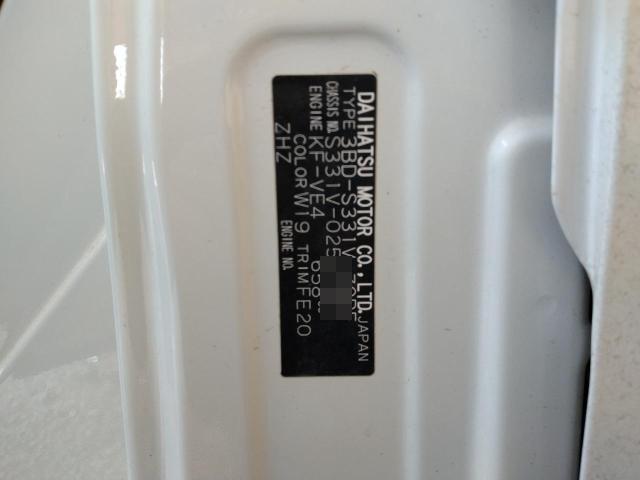 DAIHATSU MOTOR CO.,LTD. JAPAN
TYPE 3BD-S331V
CHASSIS NO. S331V-025
ENGINE KF-VE4 658
COLOR W19 TRIM FE20
ZHZ ENGINE NO.